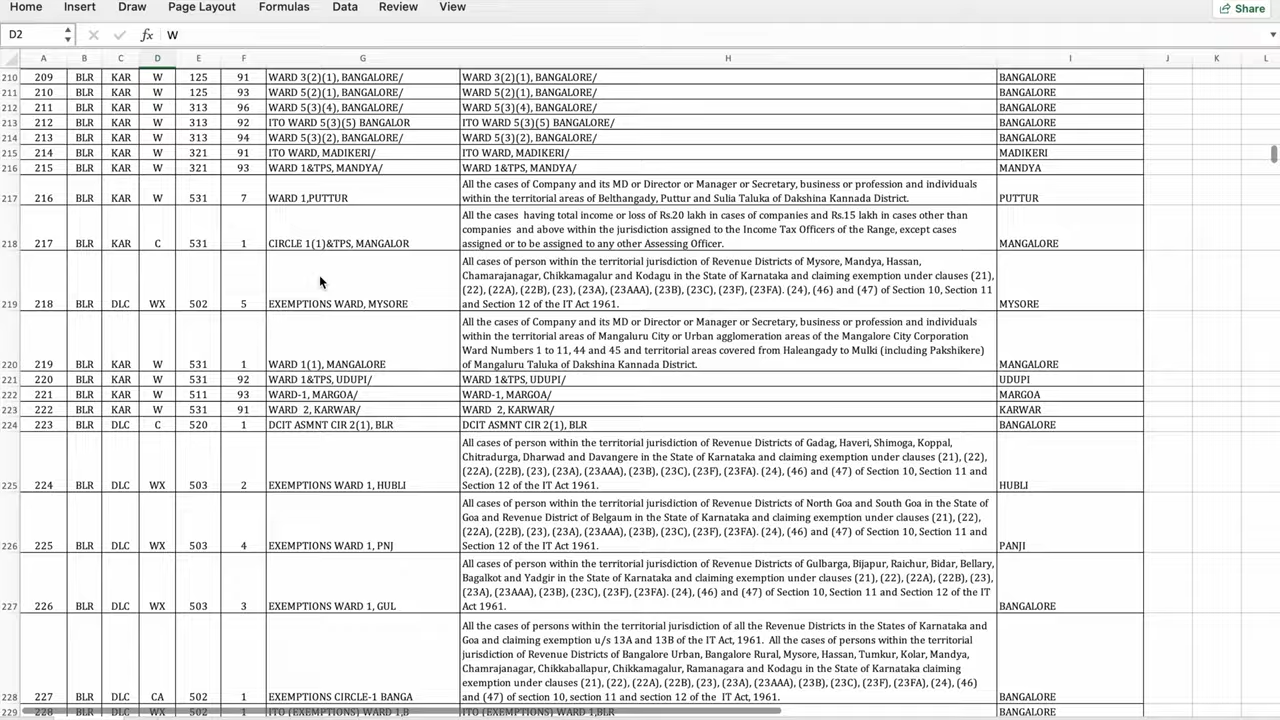 Home Insert Draw Page Layout Formulas Data Review View Share
D2 fx W
A B C D E F G H I J K L
210 209 BLR KAR W 125 91 WARD 3(2)(1), BANGALORE/ WARD 3(2)(1), BANGALORE/ BANGALORE
211 210 BLR KAR W 125 93 WARD 5(2)(1), BANGALORE/ WARD 5(2)(1), BANGALORE/ BANGALORE
212 211 BLR KAR W 313 96 WARD 5(3)(4), BANGALORE/ WARD 5(3)(4), BANGALORE/ BANGALORE
213 212 BLR KAR W 313 92 ITO WARD 5(3)(5) BANGALOR ITO WARD 5(3)(5) BANGALORE/ BANGALORE
214 213 BLR KAR W 313 94 WARD 5(3)(2), BANGALORE/ WARD 5(3)(2), BANGALORE/ BANGALORE
215 214 BLR KAR W 321 91 ITO WARD, MADIKERI/ ITO WARD, MADIKERI/ MADIKERI
216 215 BLR KAR W 321 93 WARD 1&TPS, MANDYA/ WARD 1&TPS, MANDYA/ MANDYA
All the cases of Company and its MD or Director or Manager or Secretary, business or profession and individuals
217 216 BLR KAR W 531 7 WARD 1,PUTTUR within the territorial areas of Belthangady, Puttur and Sulia Taluka of Dakshina Kannada District. PUTTUR
All the cases having total income or loss of Rs.20 lakh in cases of companies and Rs.15 lakh in cases other than
companies and above within the jurisdiction assigned to the Income Tax Officers of the Range, except cases
218 217 BLR KAR C 531 1 CIRCLE 1(1)&TPS, MANGALOR assigned or to be assigned to any other Assessing Officer. MANGALORE
All cases of person within the territorial jurisdiction of Revenue Districts of Mysore, Mandya, Hassan,
Chamarajanagar, Chikkamagalur and Kodagu in the State of Karnataka and claiming exemption under clauses (21),
(22), (22A), (22B), (23), (23A), (23AAA), (23B), (23C), (23F), (23FA). (24), (46) and (47) of Section 10, Section 11
219 218 BLR DLC WX 502 5 EXEMPTIONS WARD, MYSORE and Section 12 of the IT Act 1961. MYSORE
All the cases of Company and its MD or Director or Manager or Secretary, business or profession and individuals
within the territorial areas of Mangaluru City or Urban agglomeration areas of the Mangalore City Corporation
Ward Numbers 1 to 11, 44 and 45 and territorial areas covered from Haleangady to Mulki (including Pakshikere)
220 219 BLR KAR W 531 1 WARD 1(1), MANGALORE of Mangaluru Taluka of Dakshina Kannada District. MANGALORE
221 220 BLR KAR W 531 92 WARD 1&TPS, UDUPI/ WARD 1&TPS, UDUPI/ UDUPI
222 221 BLR KAR W 511 93 WARD-1, MARGOA/ WARD-1, MARGOA/ MARGOA
223 222 BLR KAR W 531 91 WARD 2, KARWAR/ WARD 2, KARWAR/ KARWAR
224 223 BLR DLC C 520 1 DCIT ASMNT CIR 2(1), BLR DCIT ASMNT CIR 2(1), BLR BANGALORE
All cases of person within the territorial jurisdiction of Revenue Districts of Gadag, Haveri, Shimoga, Koppal,
Chitradurga, Dharwad and Davangere in the State of Karnataka and claiming exemption under clauses (21), (22),
(22A), (22B), (23), (23A), (23AAA), (23B), (23C), (23F), (23FA). (24), (46) and (47) of Section 10, Section 11 and
225 224 BLR DLC WX 503 2 EXEMPTIONS WARD 1, HUBLI Section 12 of the IT Act 1961. HUBLI
All cases of person within the territorial jurisdiction of Revenue Districts of North Goa and South Goa in the State of
Goa and Revenue District of Belgaum in the State of Karnataka and claiming exemption under clauses (21), (22),
(22A), (22B), (23), (23A), (23AAA), (23B), (23C), (23F), (23FA). (24), (46) and (47) of Section 10, Section 11 and
226 225 BLR DLC WX 503 4 EXEMPTIONS WARD 1, PNJ Section 12 of the IT Act 1961. PANJI
All cases of person within the territorial jurisdiction of Revenue Districts of Gulbarga, Bijapur, Raichur, Bidar, Bellary,
Bagalkot and Yadgir in the State of Karnataka and claiming exemption under clauses (21), (22), (22A), (22B), (23),
(23A), (23AAA), (23B), (23C), (23F), (23FA). (24), (46) and (47) of Section 10, Section 11 and Section 12 of the IT
227 226 BLR DLC WX 503 3 EXEMPTIONS WARD 1, GUL Act 1961. BANGALORE
All the cases of persons within the territorial jurisdiction of all the Revenue Districts in the States of Karnataka and
Goa and claiming exemption u/s 13A and 13B of the IT Act, 1961. All the cases of persons within the territorial
jurisdiction of Revenue Districts of Bangalore Urban, Bangalore Rural, Mysore, Hassan, Tumkur, Kolar, Mandya,
Chamrajanagar, Chikkaballapur, Chikkamagalur, Ramanagara and Kodagu in the State of Karnataka claiming
exemption under clauses (21), (22), (22A), (22B), (23), (23A), (23AAA), (23B), (23C), (23F), (23FA), (24), (46)
228 227 BLR DLC CA 502 1 EXEMPTIONS CIRCLE-1 BANGA and (47) of section 10, section 11 and section 12 of the IT Act, 1961. BANGALORE
229 228 BLR DLC WX 502 1 ITO (EXEMPTIONS) WARD 1,B ITO (EXEMPTIONS) WARD 1,BLR BANGALORE